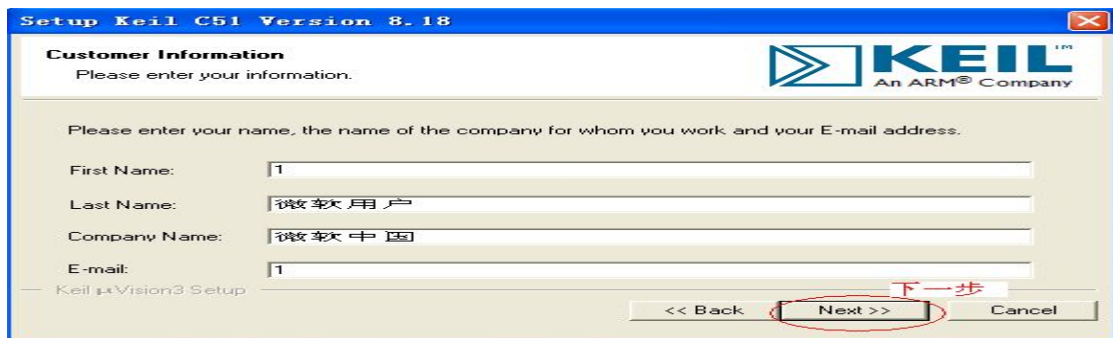 Setup Keil C51 Version 8.18
Customer Information
Please enter your information.
KEIL™
An ARM® Company
Please enter your name, the name of the company for whom you work and your E-mail address.
First Name: 1
Last Name: 微软用户
Company Name: 微软中国
E-mail: 1
Keil µVision3 Setup
下一步
<< Back Next >> Cancel